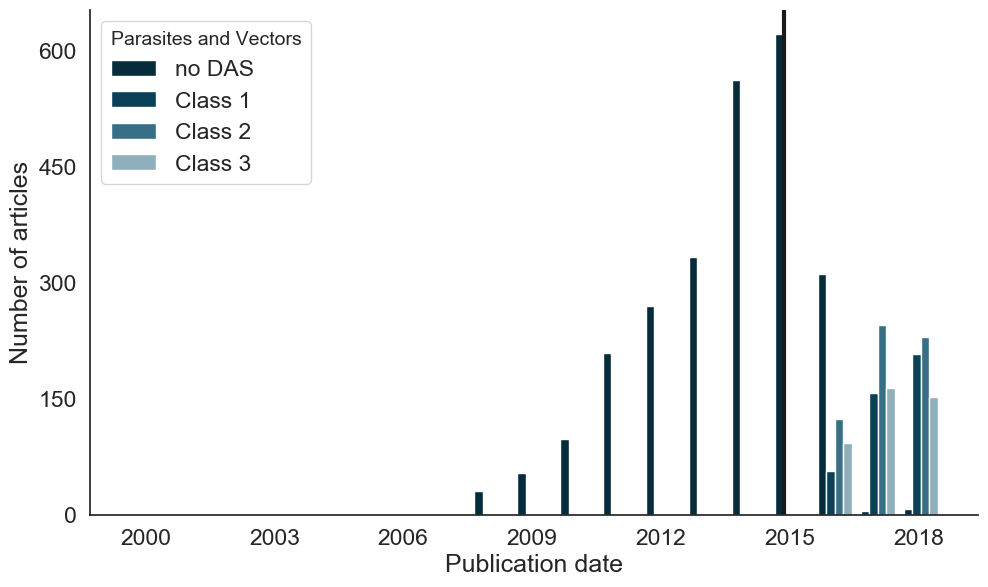 Parasites and Vectors
no DAS
Class 1
Class 2
Class 3
Number of articles
600
450
300
150
0
2000 2003 2006 2009 2012 2015 2018
Publication date